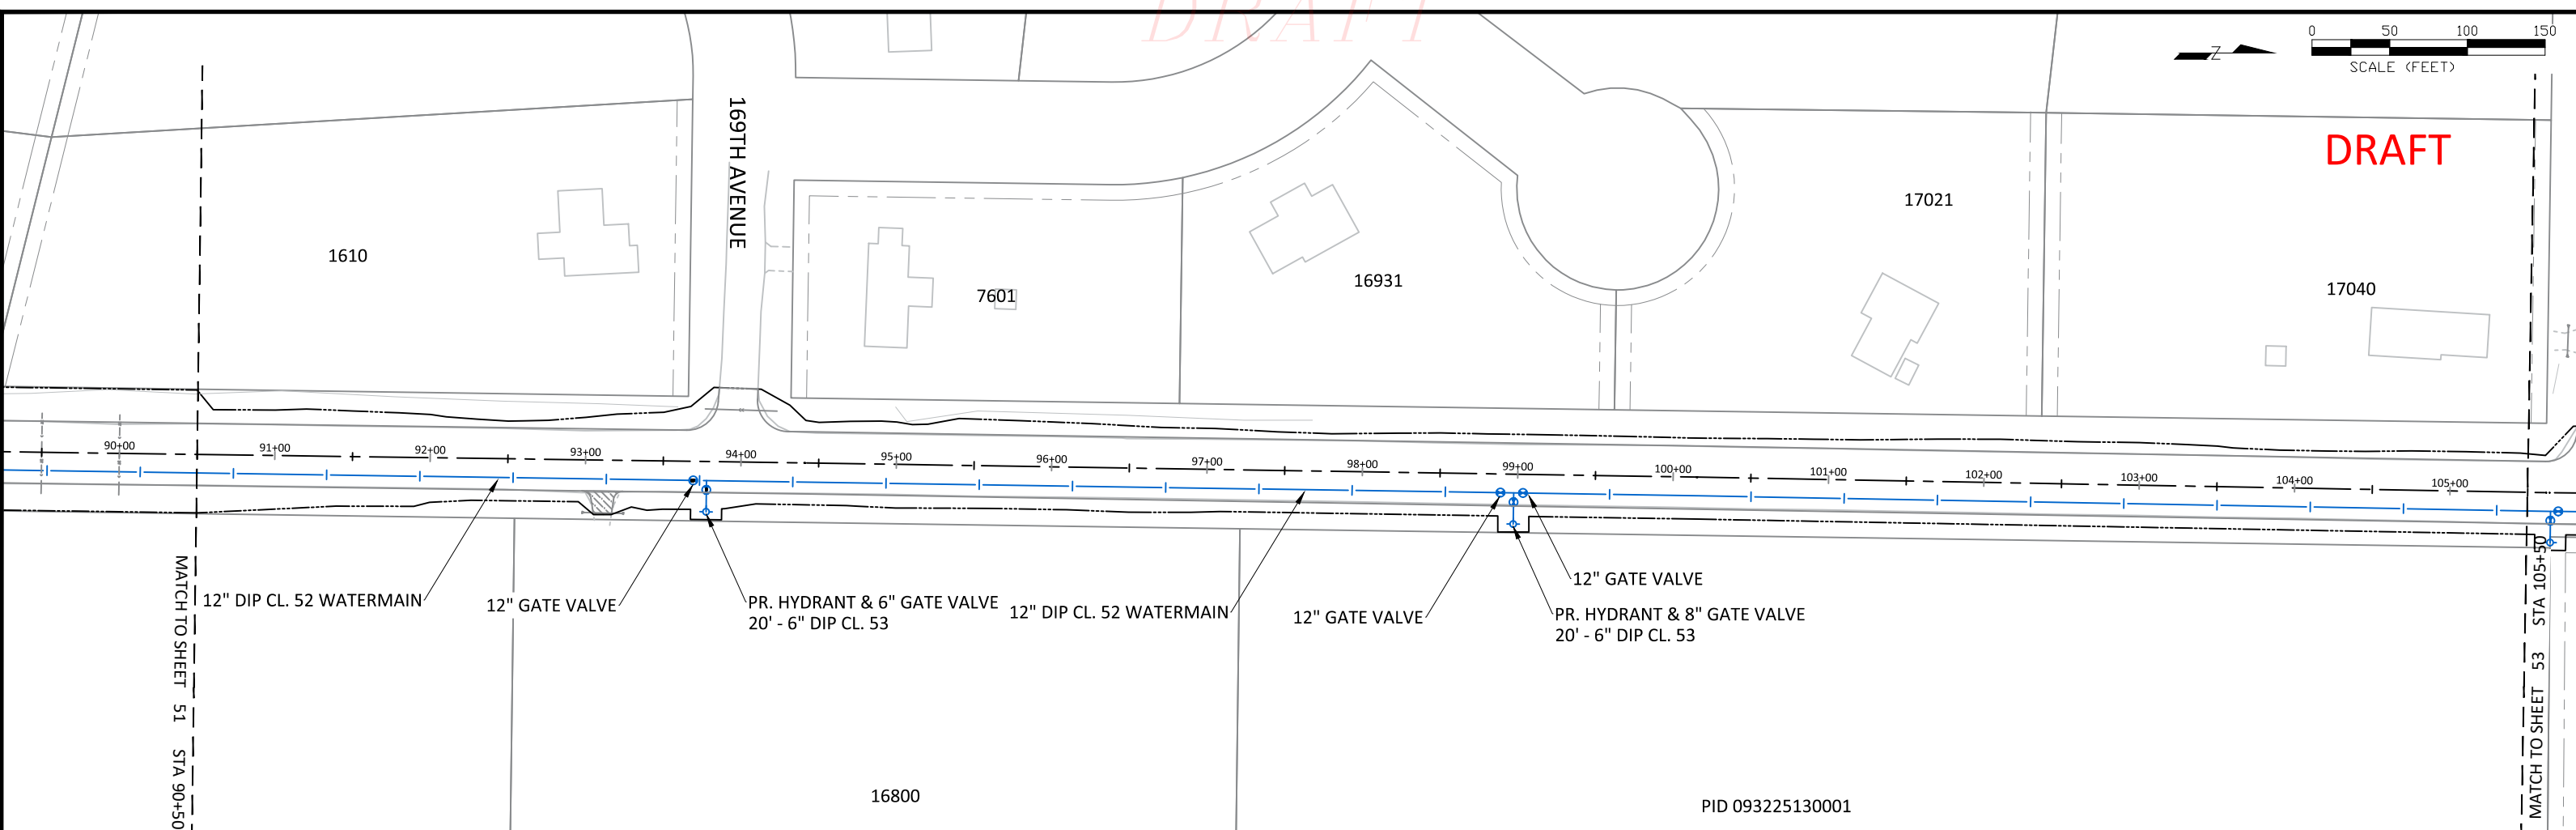 DRAFT
Z
0 50 100 150
SCALE (FEET)
DRAFT
169TH AVENUE
1610
7601
16931
17021
17040
90+00 91+00 92+00 93+00 94+00 95+00 96+00 97+00 98+00 99+00 100+00 101+00 102+00 103+00 104+00 105+00
MATCH TO SHEET 51 STA 90+50
12" DIP CL. 52 WATERMAIN
12" GATE VALVE
PR. HYDRANT & 6" GATE VALVE
20' - 6" DIP CL. 53
12" DIP CL. 52 WATERMAIN
12" GATE VALVE
12" GATE VALVE
PR. HYDRANT & 8" GATE VALVE
20' - 6" DIP CL. 53
MATCH TO SHEET 53 STA 105+50
16800
PID 093225130001